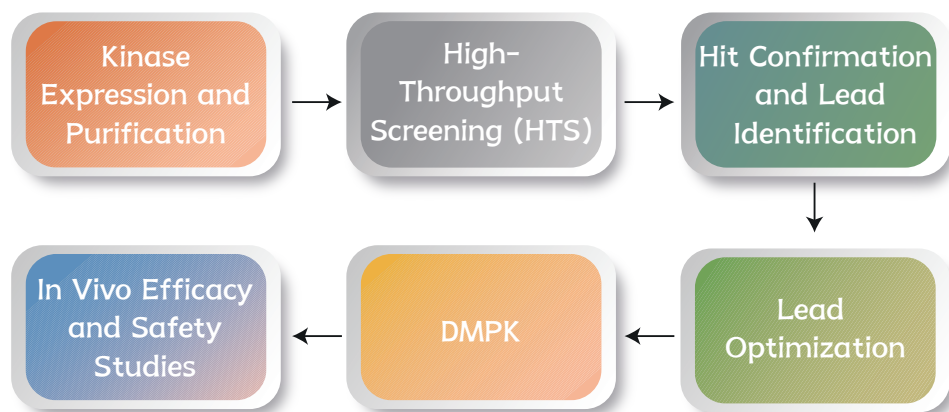 Kinase
Expression and
Purification
High-
Throughput
Screening (HTS)
Hit Confirmation
and Lead
Identification
Lead
Optimization
DMPK
In Vivo Efficacy
and Safety
Studies